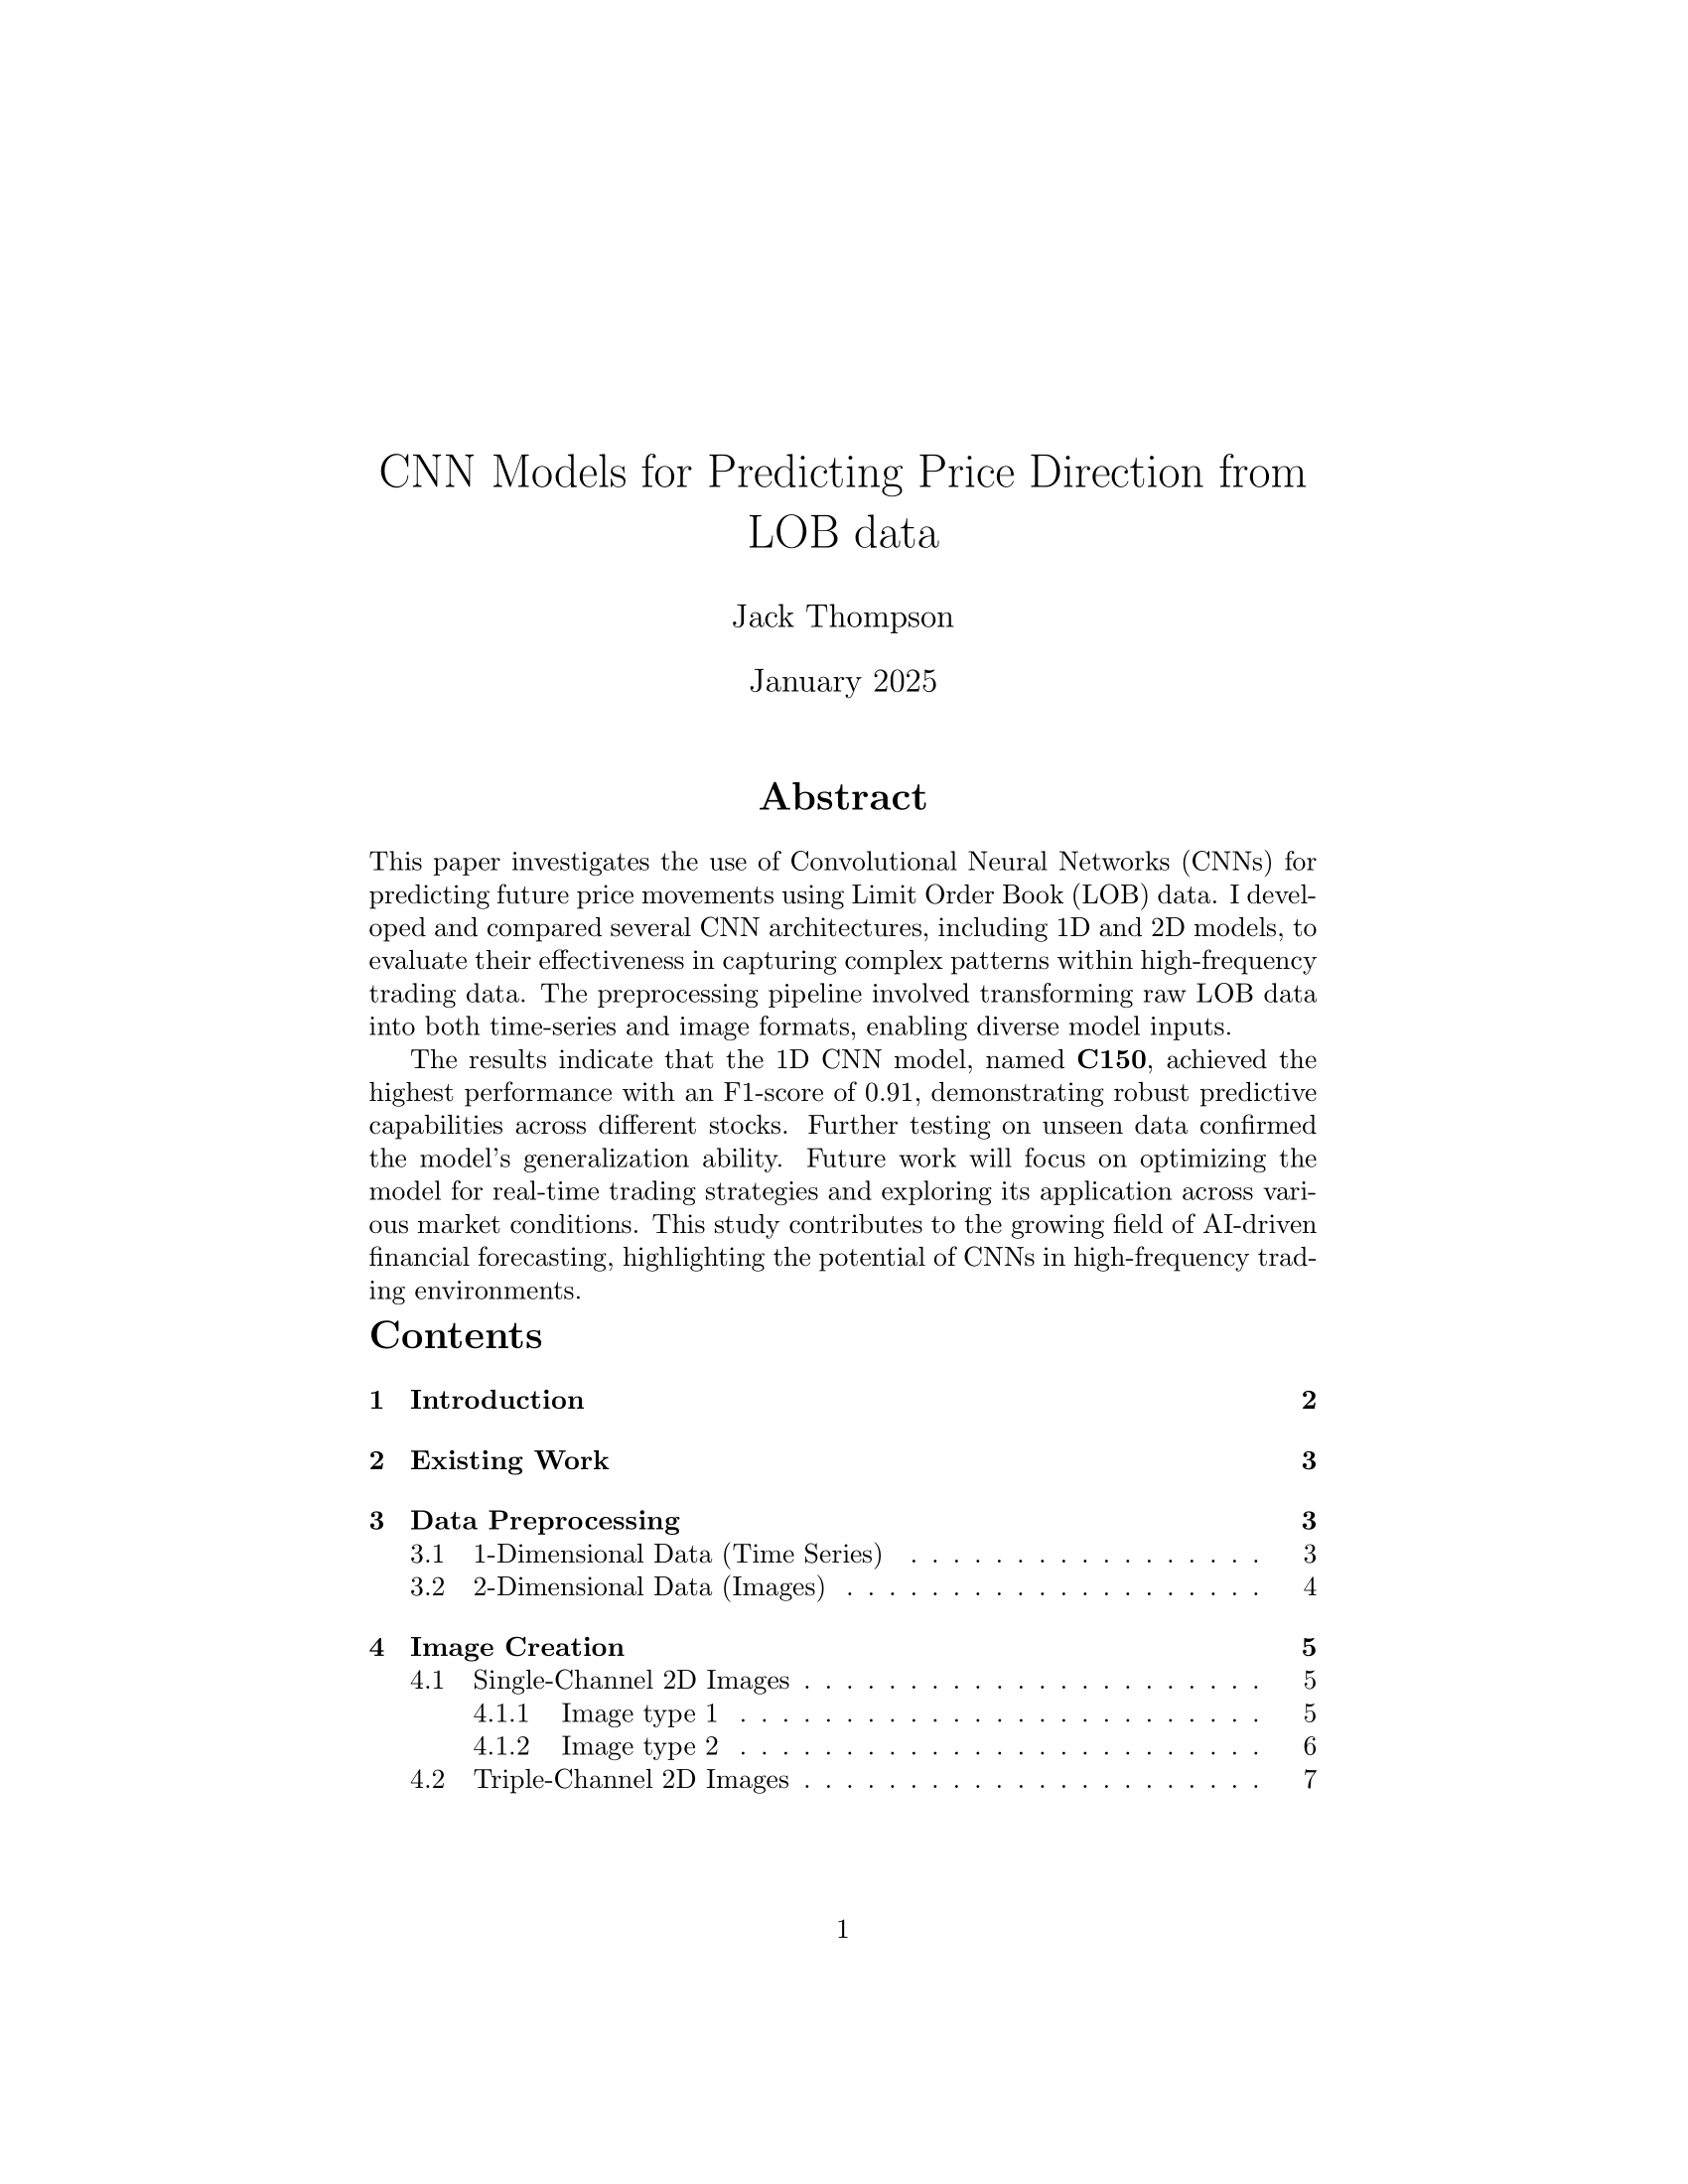 CNN Models for Predicting Price Direction from
LOB data
Jack Thompson
January 2025
Abstract
This paper investigates the use of Convolutional Neural Networks (CNNs) for
predicting future price movements using Limit Order Book (LOB) data. I devel-
oped and compared several CNN architectures, including 1D and 2D models, to
evaluate their effectiveness in capturing complex patterns within high-frequency
trading data. The preprocessing pipeline involved transforming raw LOB data
into both time-series and image formats, enabling diverse model inputs.
The results indicate that the 1D CNN model, named C150, achieved the
highest performance with an F1-score of 0.91, demonstrating robust predictive
capabilities across different stocks. Further testing on unseen data confirmed
the model's generalization ability. Future work will focus on optimizing the
model for real-time trading strategies and exploring its application across vari-
ous market conditions. This study contributes to the growing field of AI-driven
financial forecasting, highlighting the potential of CNNs in high-frequency trad-
ing environments.
Contents
1 Introduction 2
2 Existing Work 3
3 Data Preprocessing 3
3.1 1-Dimensional Data (Time Series) . . . . . . . . . . . . . . . . . 3
3.2 2-Dimensional Data (Images) . . . . . . . . . . . . . . . . . . . . 4
4 Image Creation 5
4.1 Single-Channel 2D Images . . . . . . . . . . . . . . . . . . . . . . 5
4.1.1 Image type 1 . . . . . . . . . . . . . . . . . . . . . . . . . 5
4.1.2 Image type 2 . . . . . . . . . . . . . . . . . . . . . . . . . 6
4.2 Triple-Channel 2D Images . . . . . . . . . . . . . . . . . . . . . . 7
1